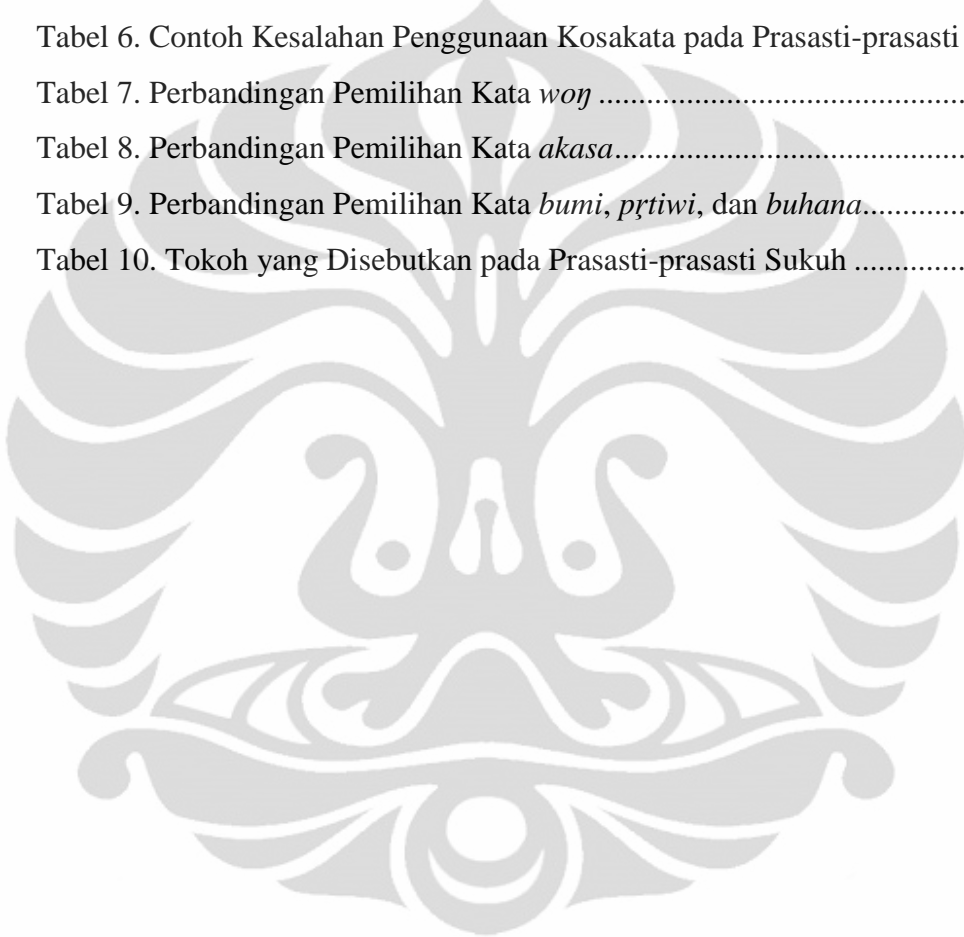 Tabel 6. Contoh Kesalahan Penggunaan Kosakata pada Prasasti-prasasti
Tabel 7. Perbandingan Pemilihan Kata woŋ ..............................................
Tabel 8. Perbandingan Pemilihan Kata akasa............................................
Tabel 9. Perbandingan Pemilihan Kata bumi, pṛtiwi, dan buhana.............
Tabel 10. Tokoh yang Disebutkan pada Prasasti-prasasti Sukuh ..............